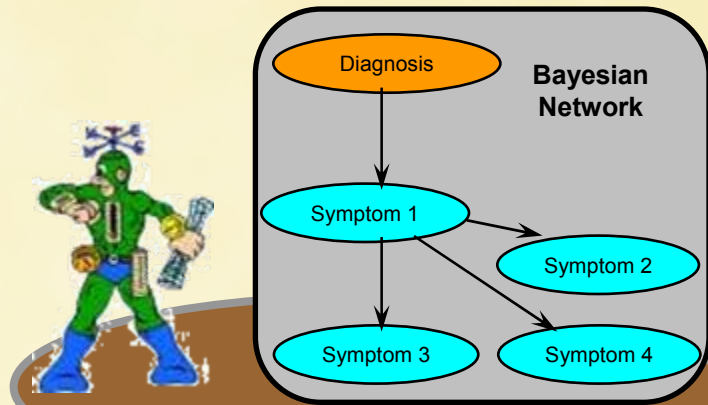 Diagnosis
Bayesian
Network
Symptom 1
Symptom 2
Symptom 3
Symptom 4